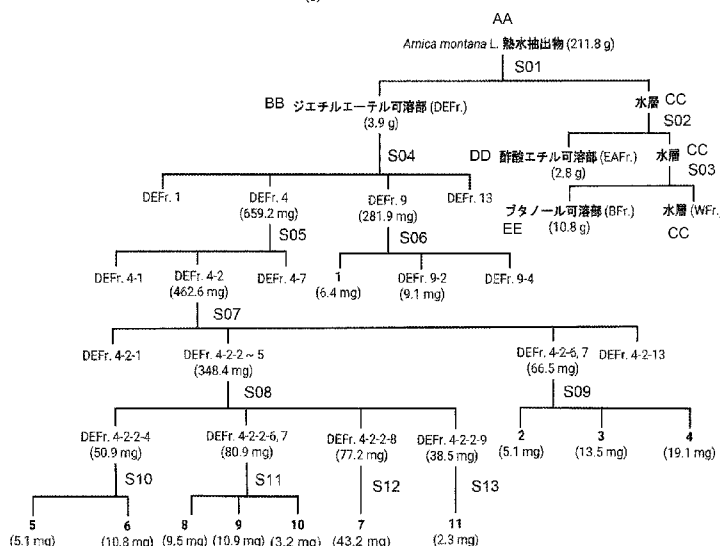 AA
Arnica montana L. 熱水抽出物 (211.8 g)
S01
BB ジエチルエーテル可溶部 (DEFr.)
(3.9 g)
水層 CC
S02
S04
DD 酢酸エチル可溶部 (EAFr.)
(2.8 g)
水層 CC
S03
DEFr. 1
DEFr. 4
(659.2 mg)
DEFr. 9
(281.9 mg)
DEFr. 13
ブタノール可溶部 (BFr.)
EE (10.8 g)
水層 (WFr.)
CC
S05
S06
DEFr. 4-1
DEFr. 4-2
(462.6 mg)
DEFr. 4-7
1
(6.4 mg)
DEFr. 9-2
(9.1 mg)
DEFr. 9-4
S07
DEFr. 4-2-1
DEFr. 4-2-2 ~ 5
(348.4 mg)
DEFr. 4-2-6, 7
(66.5 mg)
DEFr. 4-2-13
S08
S09
DEFr. 4-2-2-4
(50.9 mg)
DEFr. 4-2-2-6, 7
(80.9 mg)
DEFr. 4-2-2-8
(77.2 mg)
DEFr. 4-2-2-9
(38.5 mg)
2
(5.1 mg)
3
(13.5 mg)
4
(19.1 mg)
S10
S11
S12
S13
5
(5.1 mg)
6
(10.8 mg)
8
(9.5 mg)
9
(10.9 mg)
10
(3.2 mg)
7
(43.2 mg)
11
(2.3 mg)